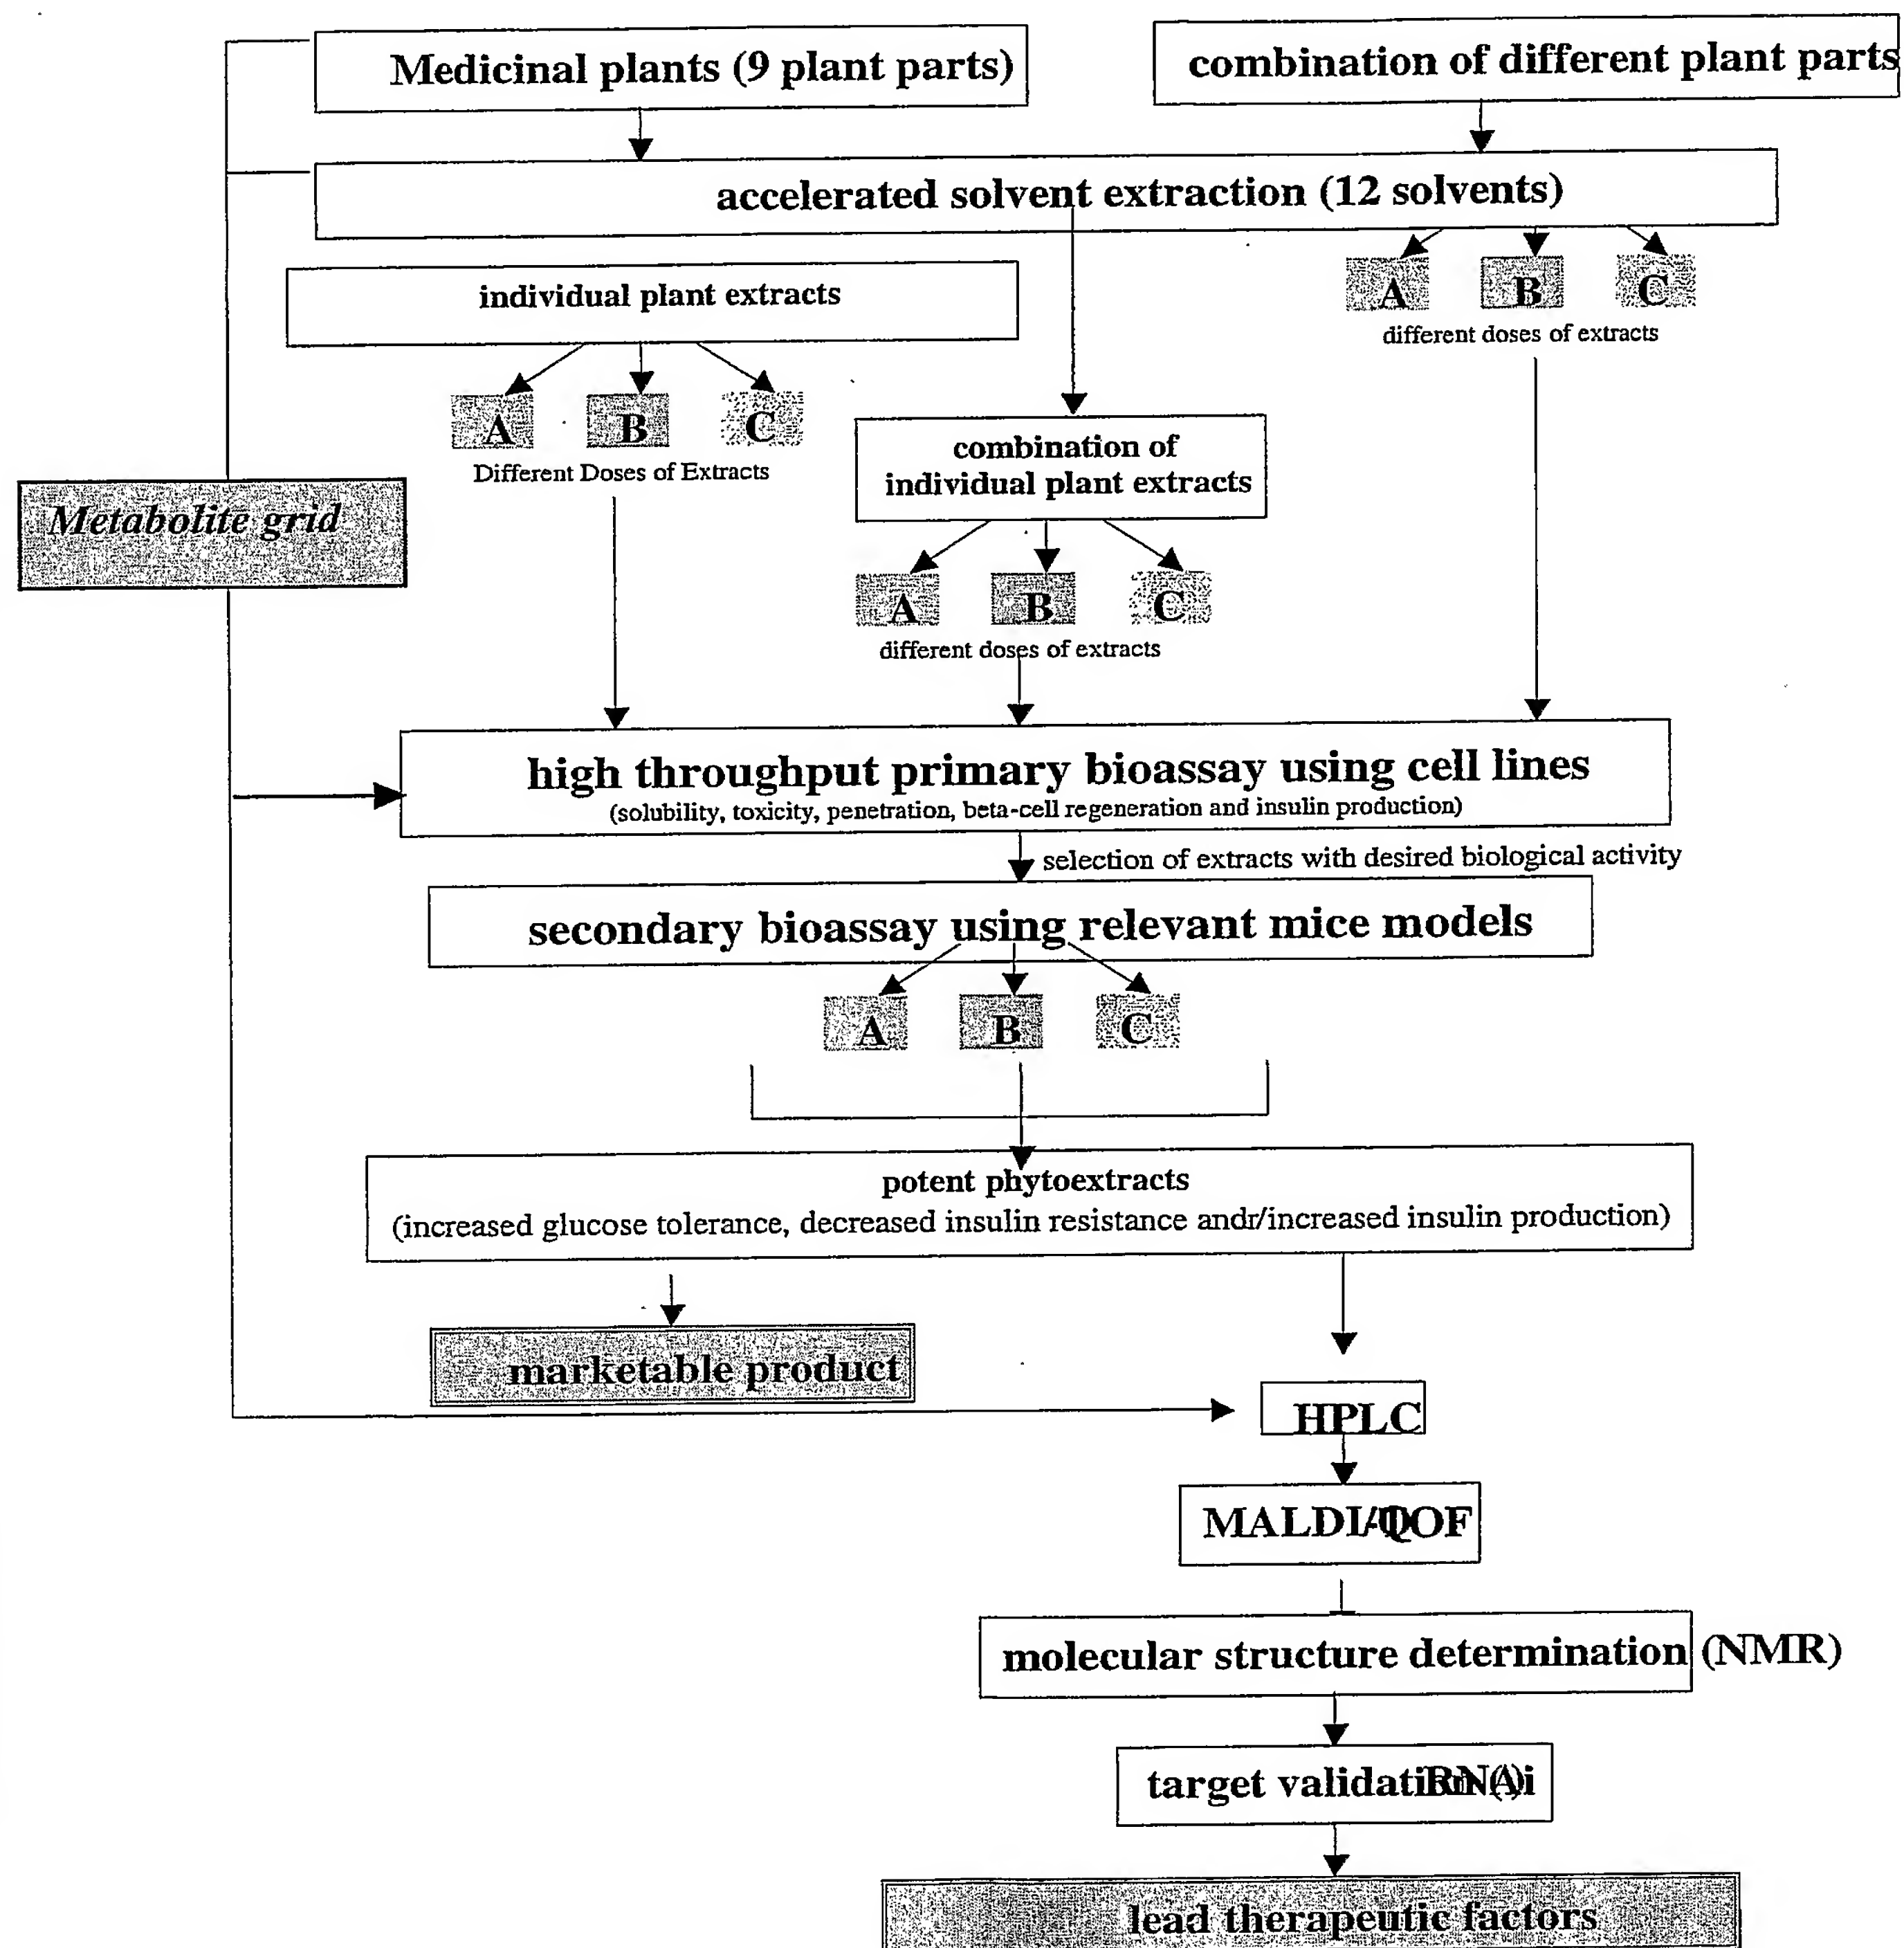 Medicinal plants (9 plant parts)
combination of different plant parts
accelerated solvent extraction (12 solvents)
A B C
different doses of extracts
individual plant extracts
A B C
Different Doses of Extracts
combination of
individual plant extracts
A B C
different doses of extracts
Metabolite grid
high throughput primary bioassay using cell lines
(solubility, toxicity, penetration, beta-cell regeneration and insulin production)
selection of extracts with desired biological activity
secondary bioassay using relevant mice models
A B C
potent phytoextracts
(increased glucose tolerance, decreased insulin resistance andr/increased insulin production)
marketable product
HPLC
molecular structure determination (NMR)
target
lead therapeutic factors